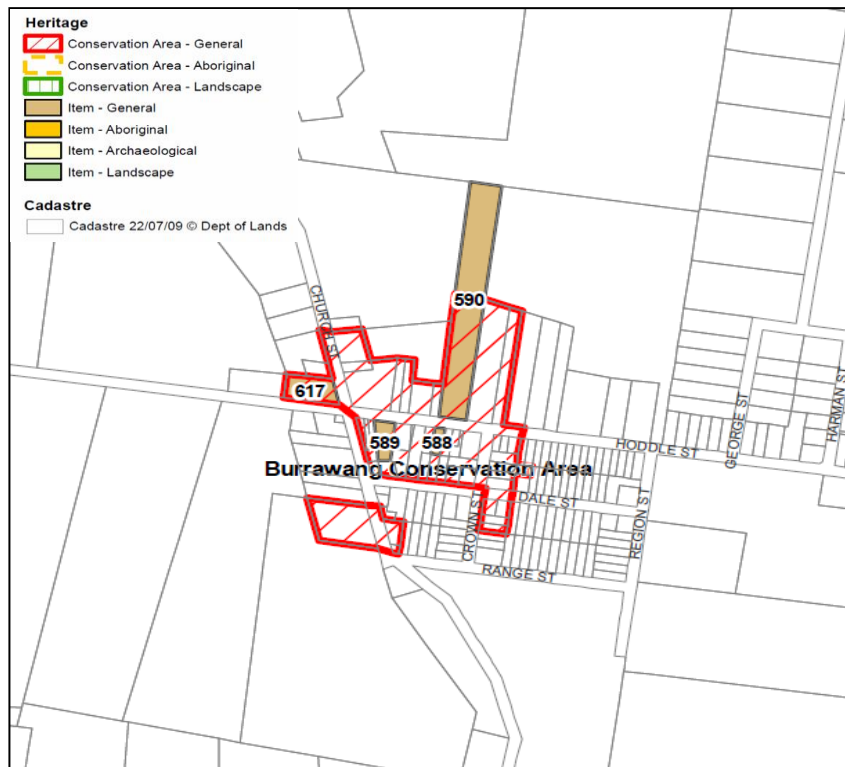 Heritage
Conservation Area - General
Conservation Area - Aboriginal
Conservation Area - Landscape
Item - General
Item - Aboriginal
Item - Archaeological
Item - Landscape
Cadastre
Cadastre 22/07/09 © Dept of Lands
CHURCH ST
590
617
589
588
Burrawang Conservation Area
HODDLE ST
GEORGE ST
HARMAN ST
DALE ST
CROWN ST
REGION ST
RANGE ST